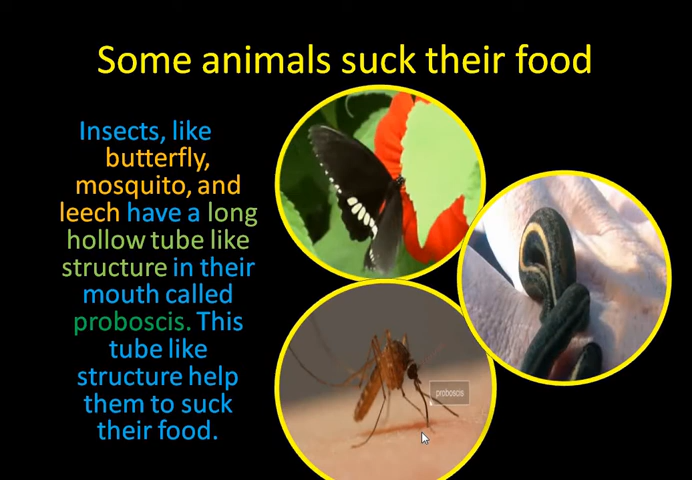 Some animals suck their food
Insects, like
butterfly,
mosquito, and
leech have a long
hollow tube like
structure in their
mouth called
proboscis. This
tube like
structure help
them to suck
their food.
proboscis